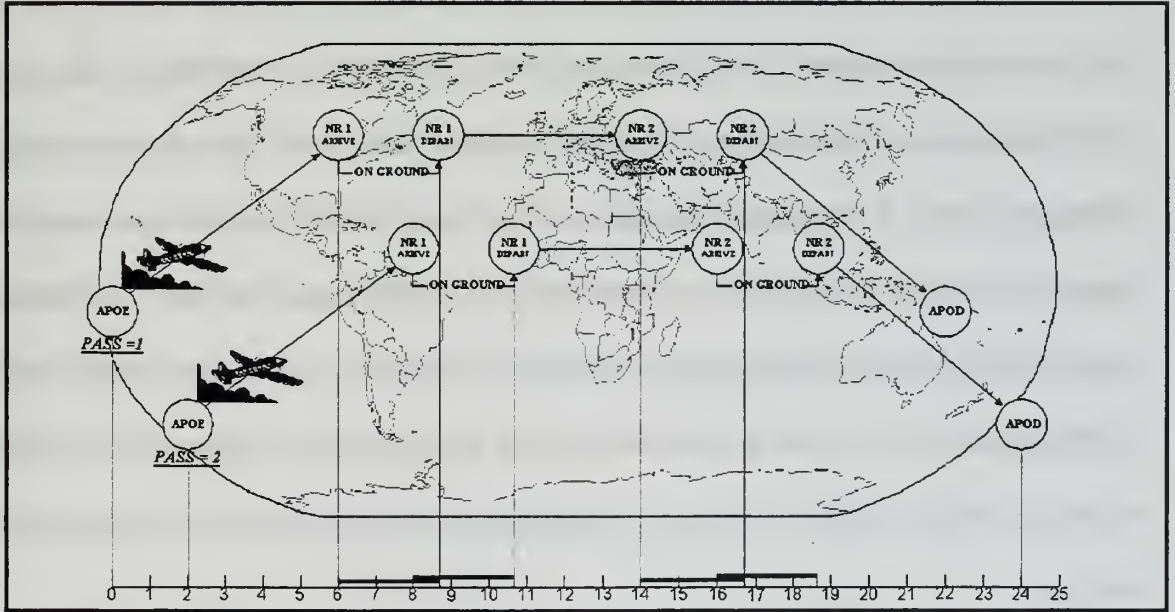 NR 1
ARRIVE
NR 1
DEPART
NR 2
ARRIVE
NR 2
DEPART
ON GROUND
ON GROUND
NR 1
ARRIVE
NR 1
DEPART
NR 2
ARRIVE
NR 2
DEPART
ON GROUND
ON GROUND
APOE
PASS =1
APOD
APOE
PASS = 2
APOD
0 1 2 3 4 5 6 7 8 9 10 11 12 13 14 15 16 17 18 19 20 21 22 23 24 25